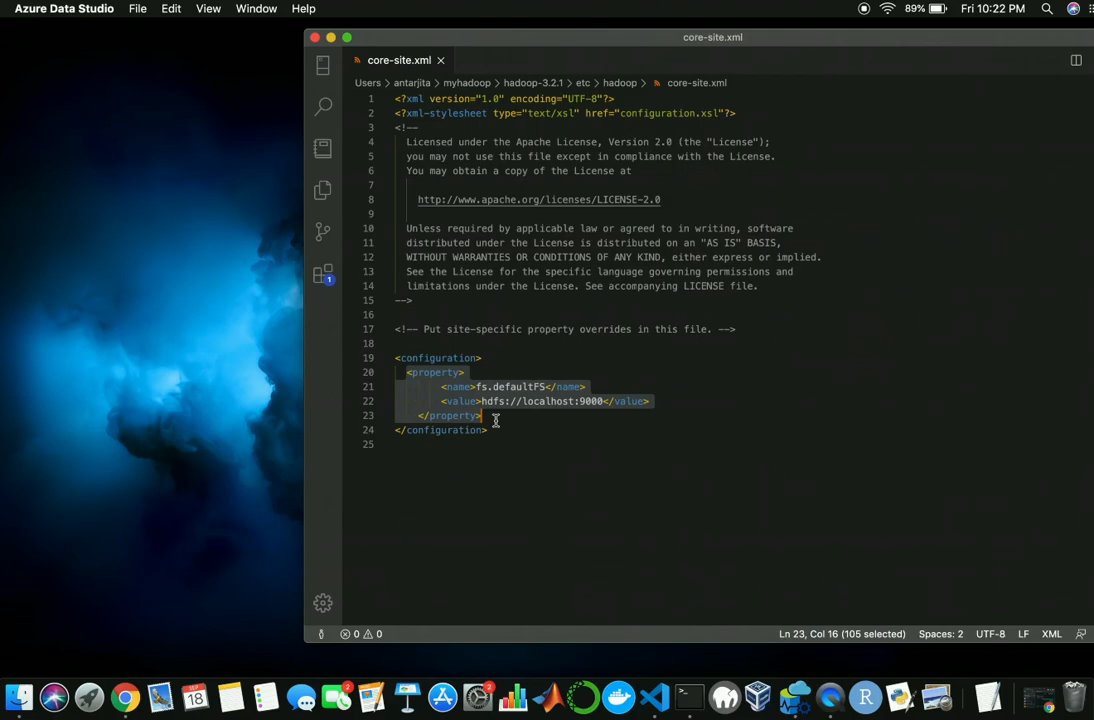 Azure Data Studio File Edit View Window Help 89% Fri 10:22 PM
core-site.xml
core-site.xml
Users > antarjita > myhadoop > hadoop-3.2.1 > etc > hadoop > core-site.xml
1 <?xml version="1.0" encoding="UTF-8"?>
2 <?xml-stylesheet type="text/xsl" href="configuration.xsl"?>
3 <!--
4 Licensed under the Apache License, Version 2.0 (the "License");
5 you may not use this file except in compliance with the License.
6 You may obtain a copy of the License at
7
8 http://www.apache.org/licenses/LICENSE-2.0
9
10 Unless required by applicable law or agreed to in writing, software
11 distributed under the License is distributed on an "AS IS" BASIS,
12 WITHOUT WARRANTIES OR CONDITIONS OF ANY KIND, either express or implied.
13 See the License for the specific language governing permissions and
14 limitations under the License. See accompanying LICENSE file.
15 -->
16
17 <!-- Put site-specific property overrides in this file. -->
18
19 <configuration>
20 <property>
21 <name>fs.defaultFS</name>
22 <value>hdfs://localhost:9000</value>
23 </property>
24 </configuration>
25
1
0 0 Ln 23, Col 16 (105 selected) Spaces: 2 UTF-8 LF XML
SEP
18
2
2
R